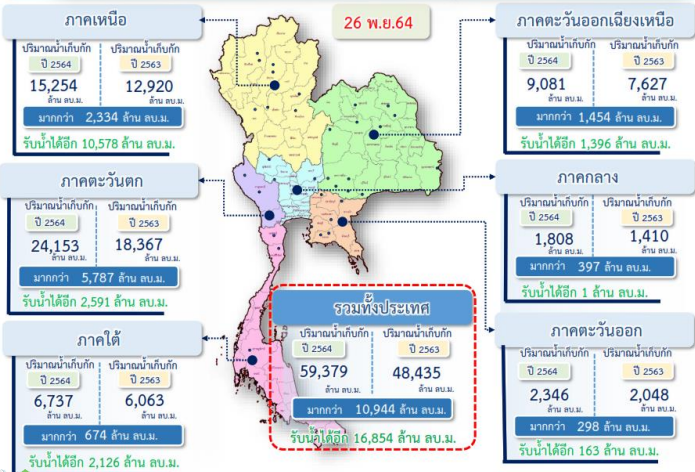 26 พ.ย.64
ภาคเหนือ
ปริมาณน้ำเก็บกัก ปริมาณน้ำเก็บกัก
ปี 2564 ปี 2563
15,254 12,920
ล้าน ลบ.ม. ล้าน ลบ.ม.
มากกว่า 2,334 ล้าน ลบ.ม.
รับน้ำได้อีก 10,578 ล้าน ลบ.ม.
ภาคตะวันออกเฉียงเหนือ
ปริมาณน้ำเก็บกัก ปริมาณน้ำเก็บกัก
ปี 2564 ปี 2563
9,081 7,627
ล้าน ลบ.ม. ล้าน ลบ.ม.
มากกว่า 1,454 ล้าน ลบ.ม.
รับน้ำได้อีก 1,396 ล้าน ลบ.ม.
ภาคตะวันตก
ปริมาณน้ำเก็บกัก ปริมาณน้ำเก็บกัก
ปี 2564 ปี 2563
24,153 18,367
ล้าน ลบ.ม. ล้าน ลบ.ม.
มากกว่า 5,787 ล้าน ลบ.ม.
รับน้ำได้อีก 2,591 ล้าน ลบ.ม.
ภาคกลาง
ปริมาณน้ำเก็บกัก ปริมาณน้ำเก็บกัก
ปี 2564 ปี 2563
1,808 1,410
ล้าน ลบ.ม. ล้าน ลบ.ม.
มากกว่า 397 ล้าน ลบ.ม.
รับน้ำได้อีก 1 ล้าน ลบ.ม.
ภาคใต้
ปริมาณน้ำเก็บกัก ปริมาณน้ำเก็บกัก
ปี 2564 ปี 2563
6,737 6,063
ล้าน ลบ.ม. ล้าน ลบ.ม.
มากกว่า 674 ล้าน ลบ.ม.
รับน้ำได้อีก 2,126 ล้าน ลบ.ม.
รวมทั้งประเทศ
ปริมาณน้ำเก็บกัก ปริมาณน้ำเก็บกัก
ปี 2564 ปี 2563
59,379 48,435
ล้าน ลบ.ม. ล้าน ลบ.ม.
มากกว่า 10,944 ล้าน ลบ.ม.
รับน้ำได้อีก 16,854 ล้าน ลบ.ม.
ภาคตะวันออก
ปริมาณน้ำเก็บกัก ปริมาณน้ำเก็บกัก
ปี 2564 ปี 2563
2,346 2,048
ล้าน ลบ.ม. ล้าน ลบ.ม.
มากกว่า 298 ล้าน ลบ.ม.
รับน้ำได้อีก 163 ล้าน ลบ.ม.